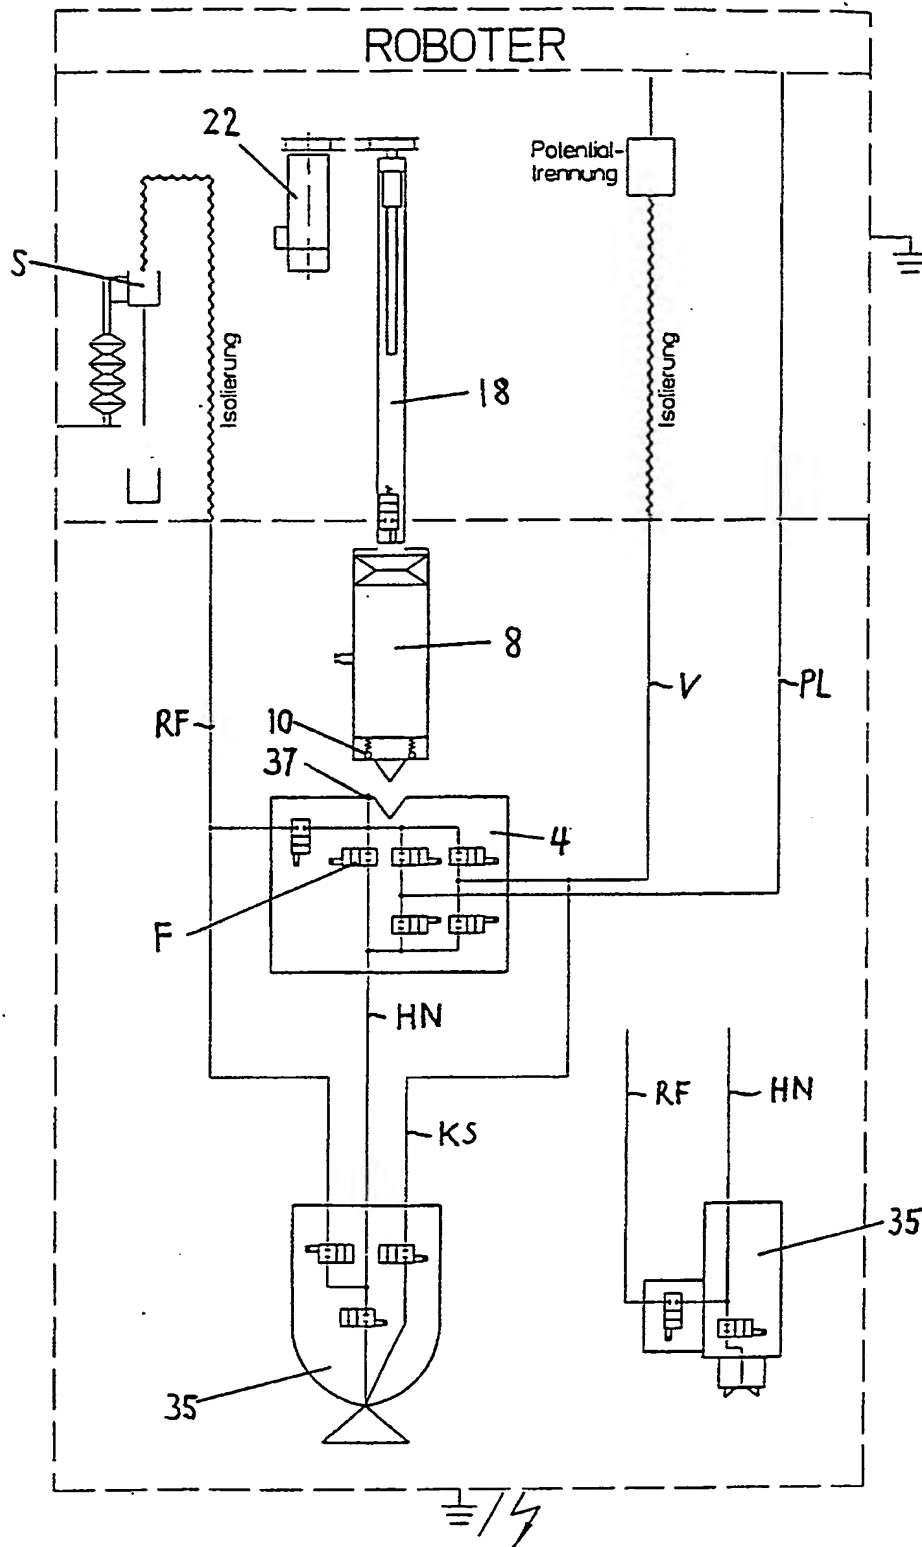 ROBOTER
22
Potential-
trennung
S
Isolierung
Isolierung
18
8
V
PL
RF
10
37
4
F
HN
RF
HN
KS
35
35